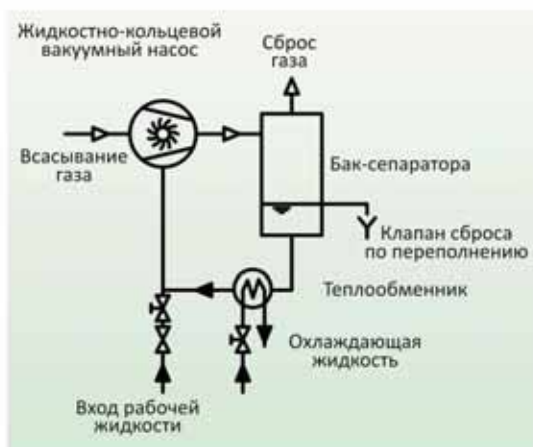 Жидкостно-кольцевой
вакуумный насос
Сброс
газа
Всасывание
газа
Бак-сепаратора
Клапан сброса
по переполнению
Теплообменник
Охлаждающая
жидкость
Вход рабочей
жидкости